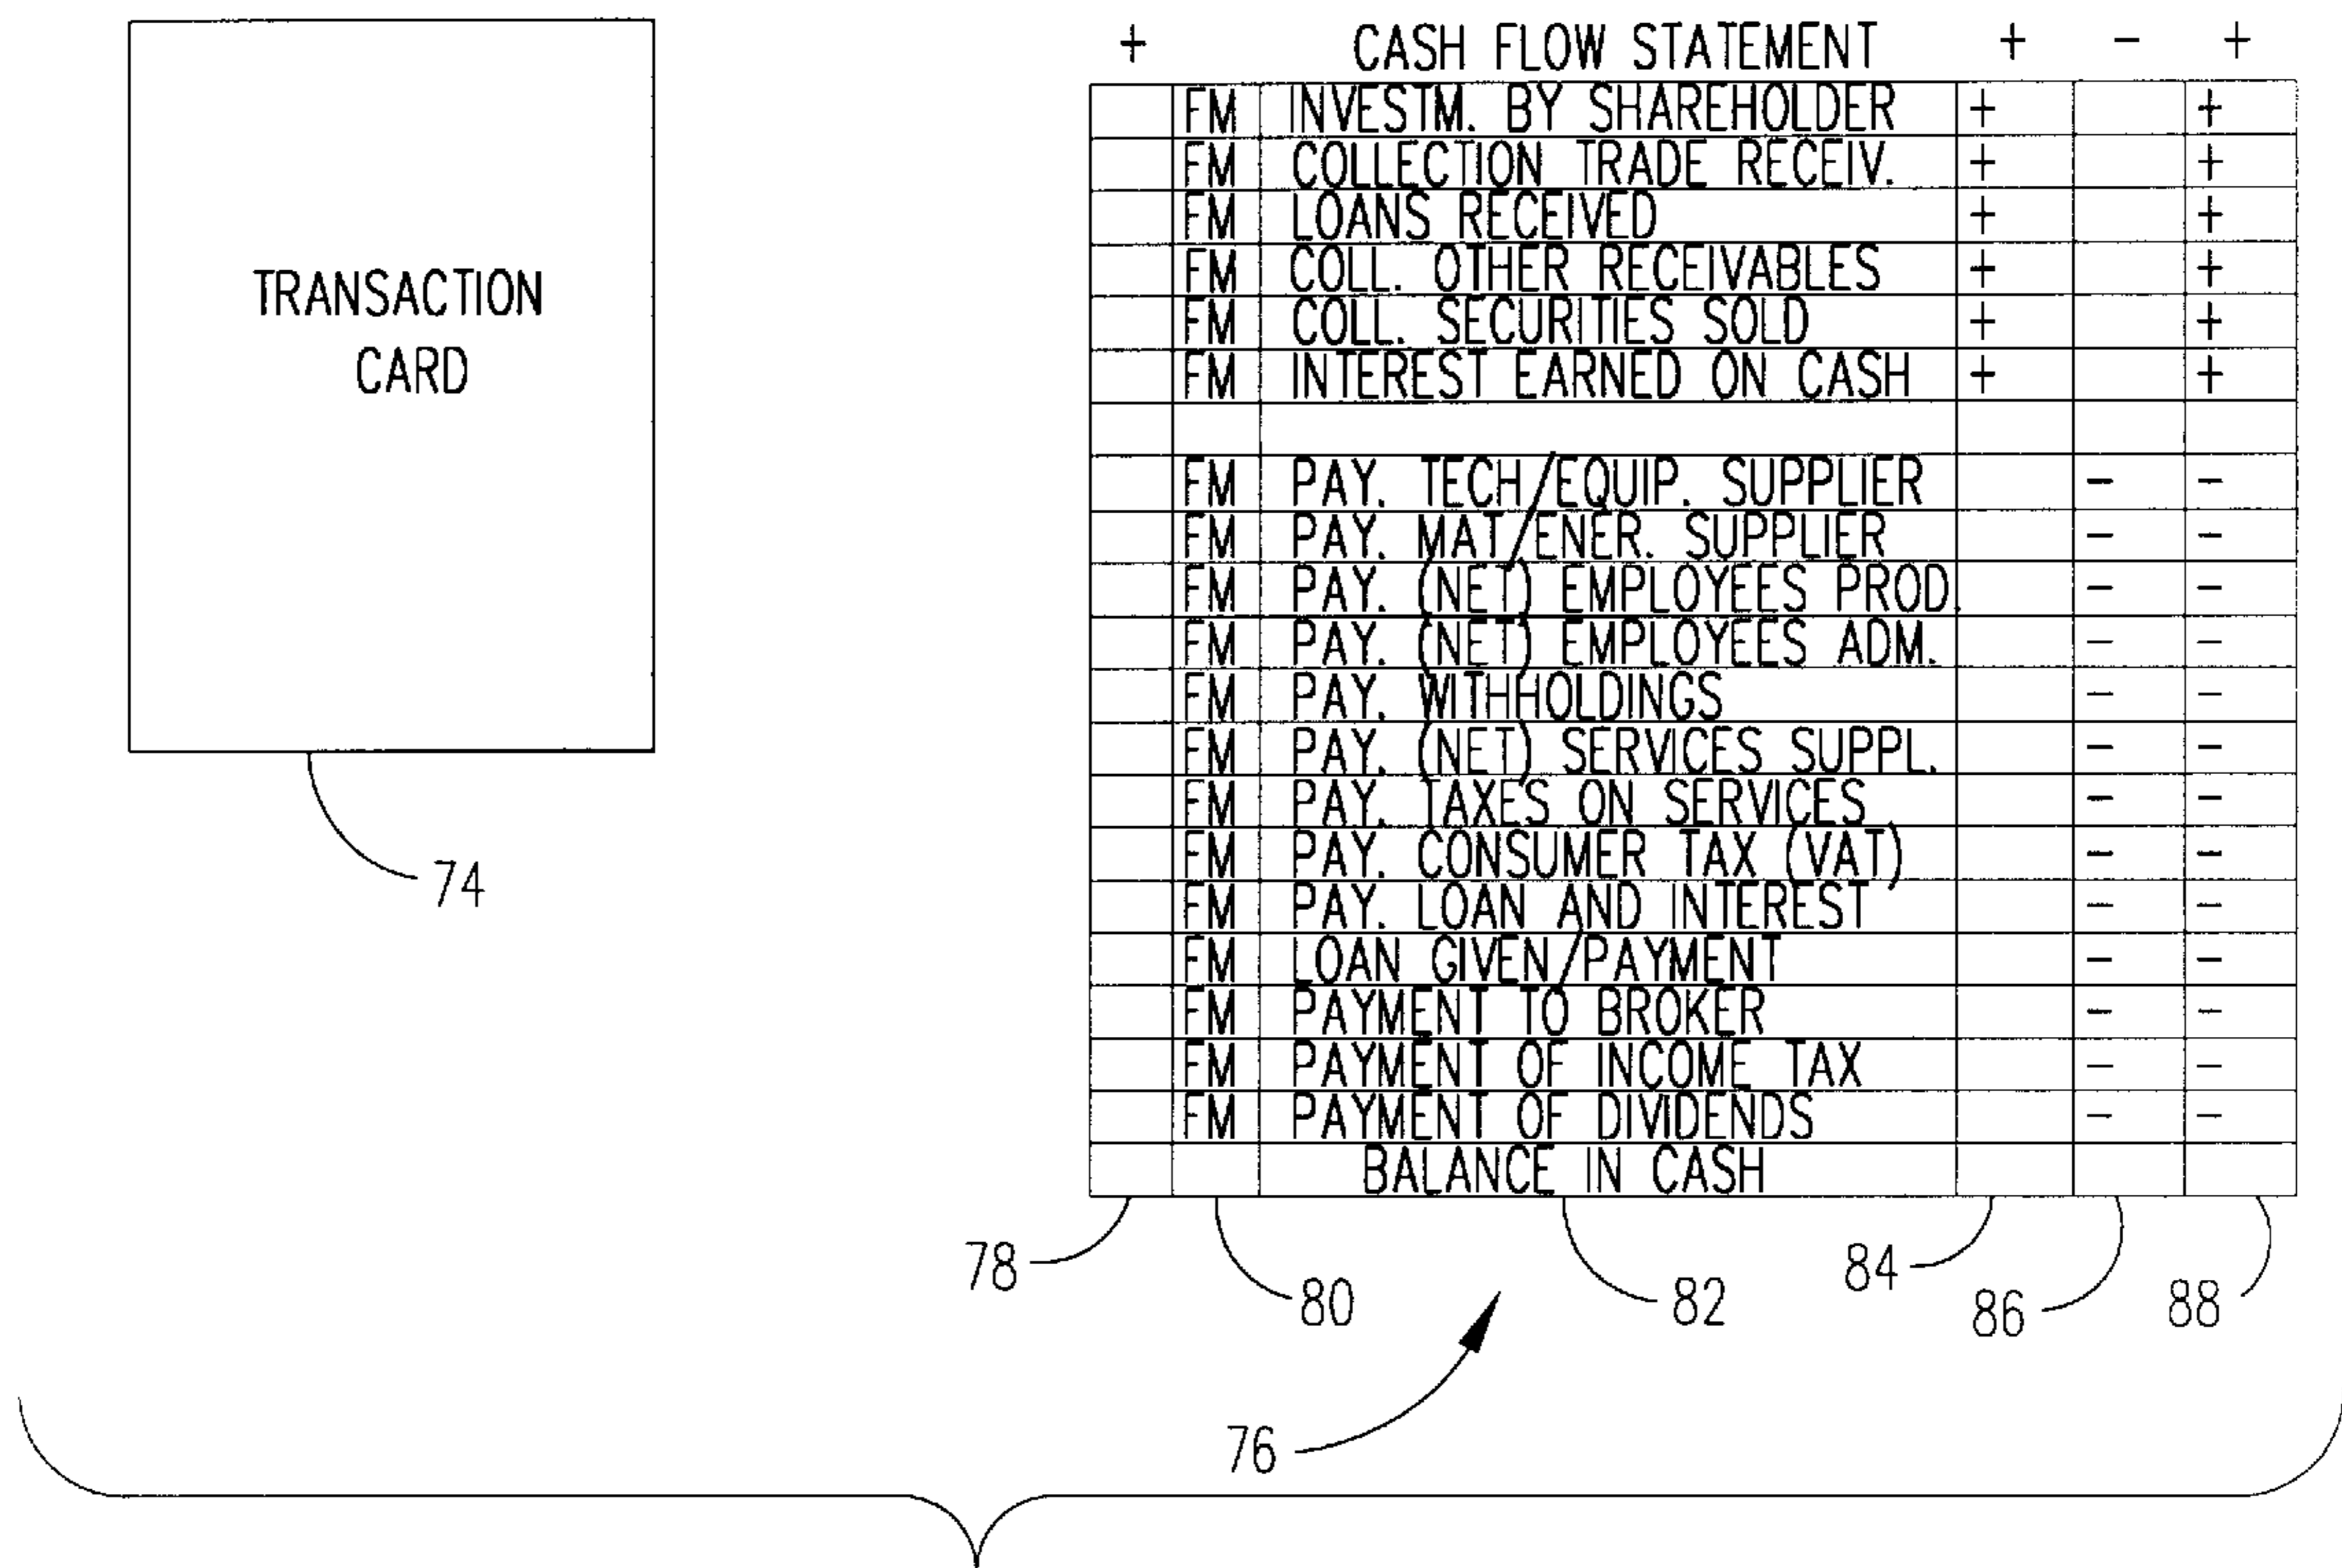 TRANSACTION
CARD
74
+ CASH FLOW STATEMENT + - +
FM INVESTM. BY SHAREHOLDER + +
FM COLLECTION TRADE RECEIV. + +
FM LOANS RECEIVED + +
FM COLL. OTHER RECEIVABLES + +
FM COLL. SECURITIES SOLD + +
FM INTEREST EARNED ON CASH + +
FM PAY. TECH/EQUIP. SUPPLIER - -
FM PAY. MAT/ENER. SUPPLIER - -
FM PAY. (NET) EMPLOYEES PROD. - -
FM PAY. (NET) EMPLOYEES ADM. - -
FM PAY. WITHHOLDINGS - -
FM PAY. (NET) SERVICES SUPPL. - -
FM PAY. TAXES ON SERVICES - -
FM PAY. CONSUMER TAX (VAT) - -
FM PAY. LOAN AND INTEREST - -
FM LOAN GIVEN/PAYMENT - -
FM PAYMENT TO BROKER - -
FM PAYMENT OF INCOME TAX - -
FM PAYMENT OF DIVIDENDS - -
BALANCE IN CASH
78 80 82 84 86 88
76